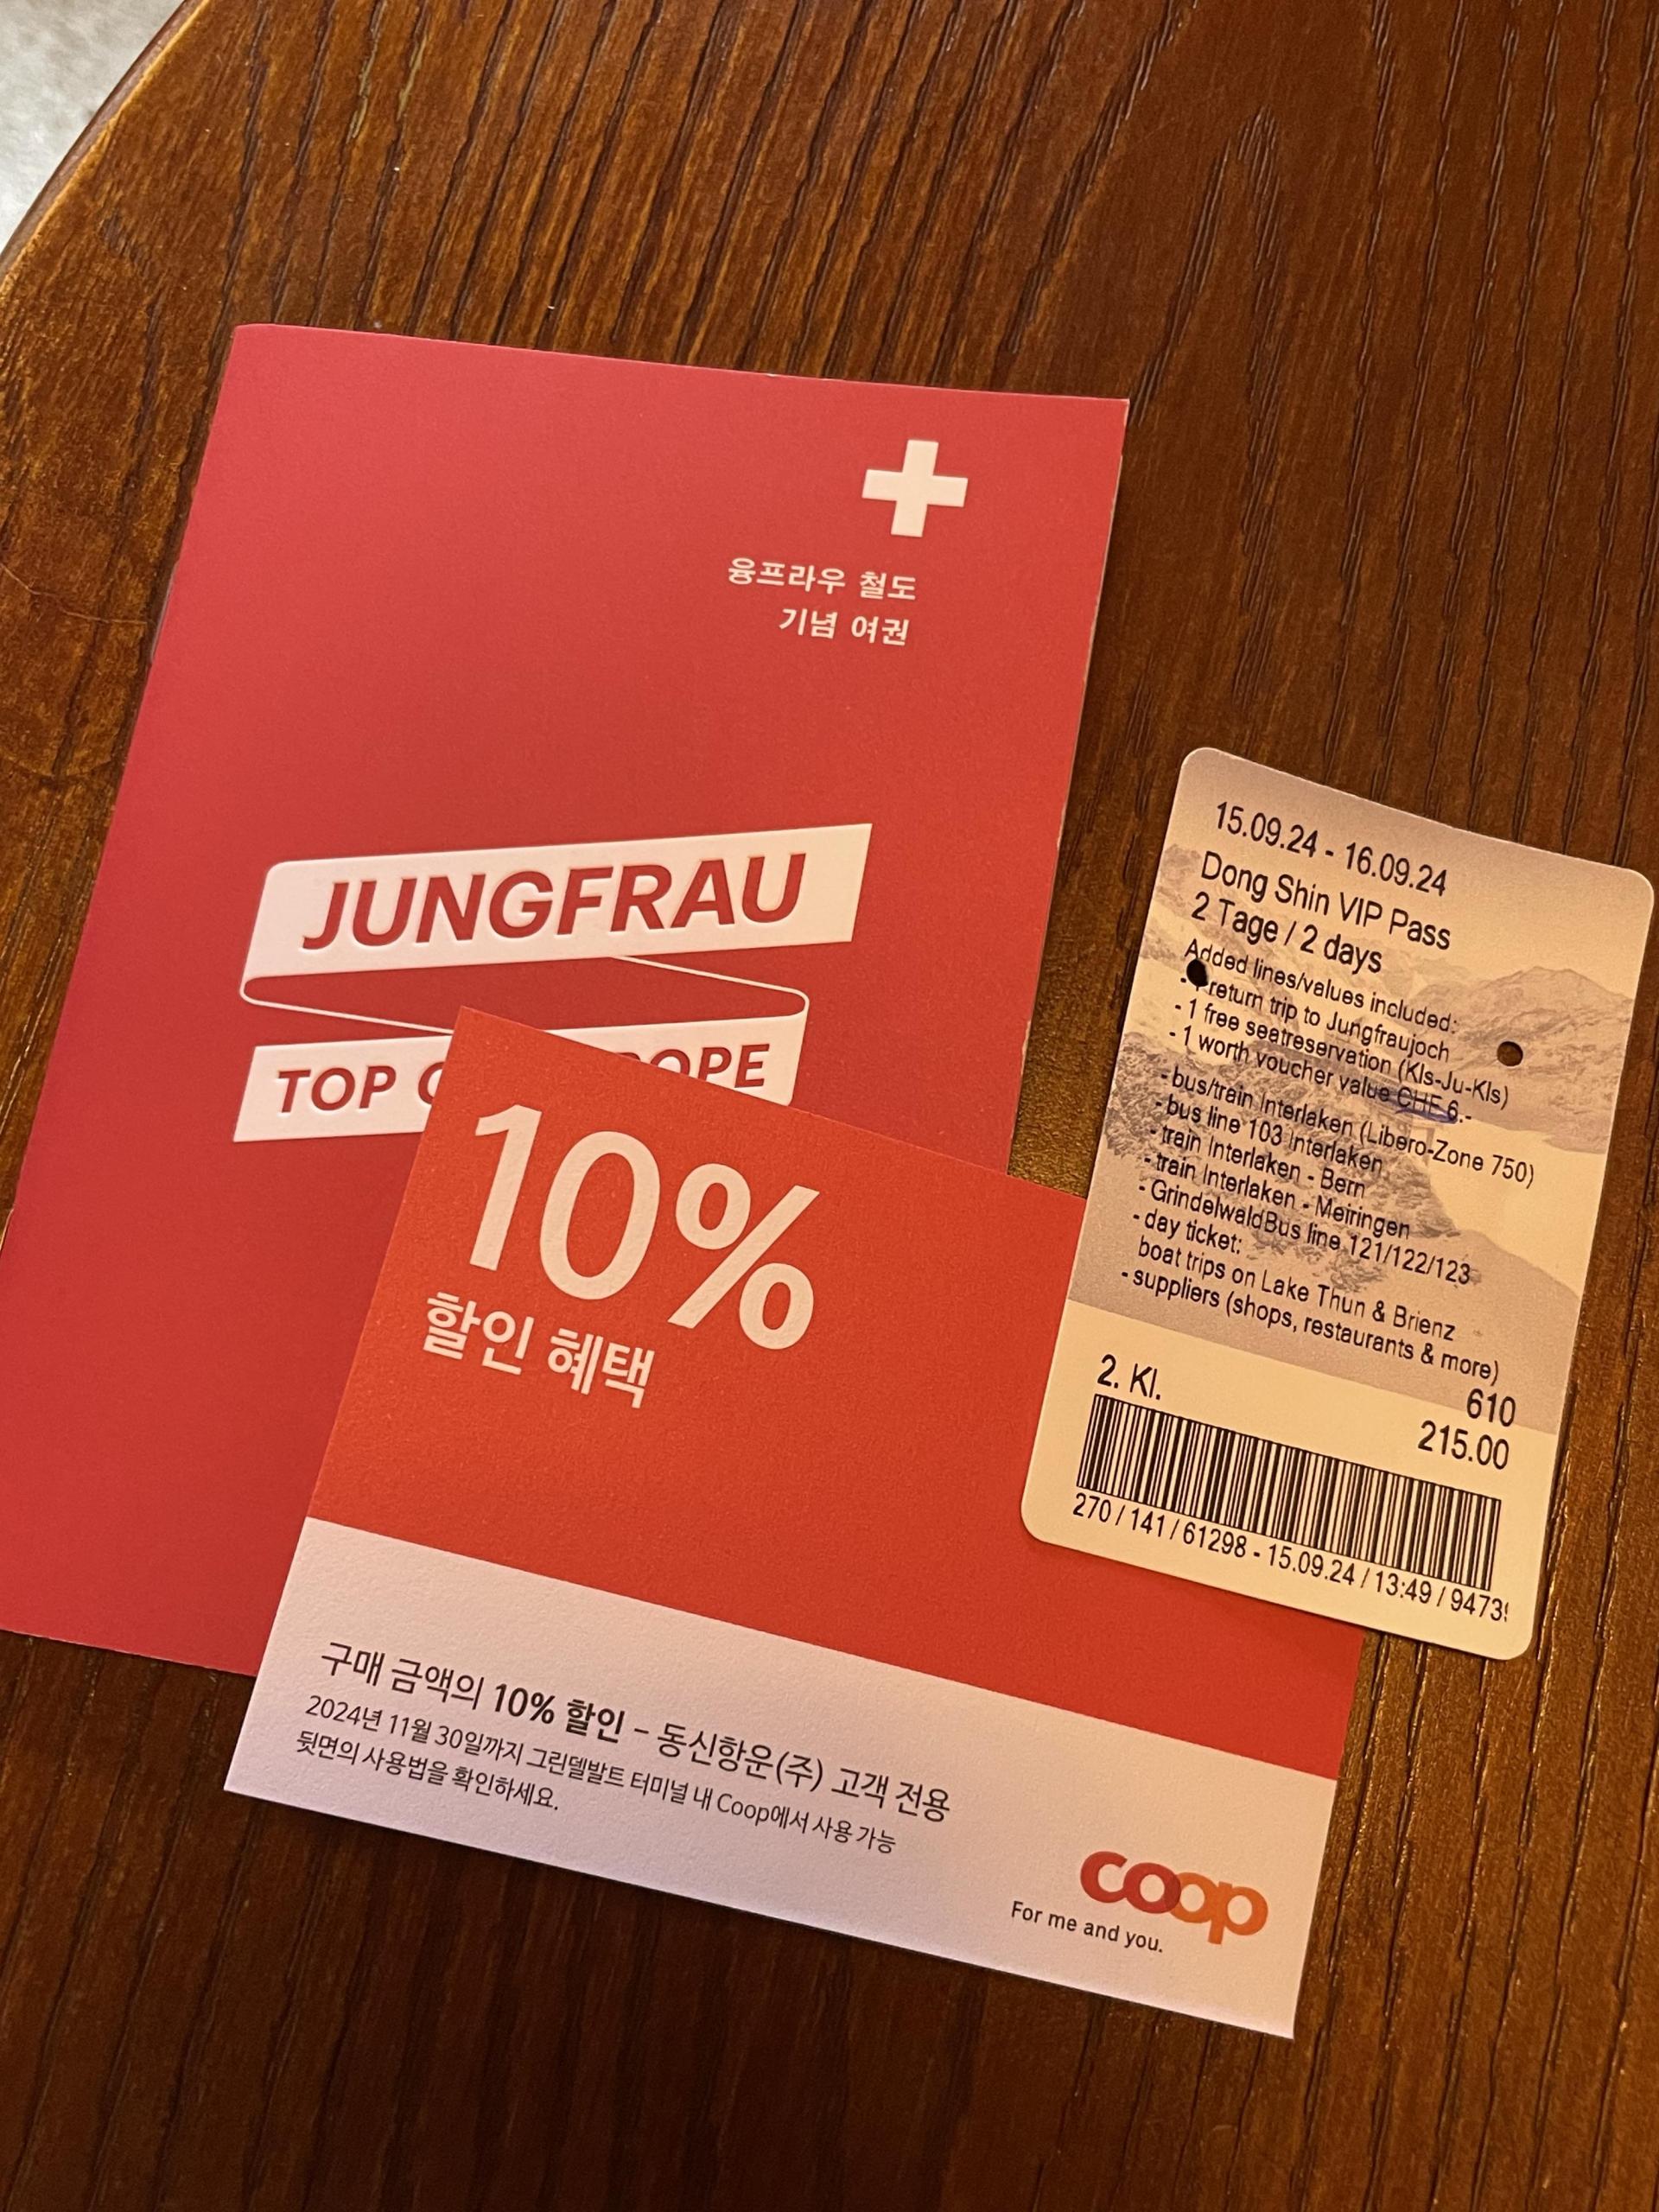 융프라우 철도
기념 여권
JUNGFRAU
TOP
10%
할인 혜택
구매 금액의 10% 할인 – 동신항운(주) 고객 전용
2024년 11월 30일까지 그린델발트 터미널 내 Coop에서 사용 가능
뒷면의 사용법을 확인하세요.
coop
For me and you.
15.09.24 - 16.09.24
Dong Shin VIP Pass
2 Tage / 2 days
Added lines/values included:
- return trip to Jungfraujoch
- 1 free seatreservation (Kls-Ju-Kls)
- 1 worth voucher value CHF 6.-
- bus/train Interlaken (Libero-Zone 750)
- bus line 103 Interlaken
- train Interlaken - Bern
- train Interlaken - Meiringen
- GrindelwaldBus line 121/122/123
- day ticket:
boat trips on Lake Thun & Brienz
- suppliers (shops, restaurants & more)
610
2. Kl.
215.00
270 / 141 / 61298 - 15.09.24 / 13:49 / 9473